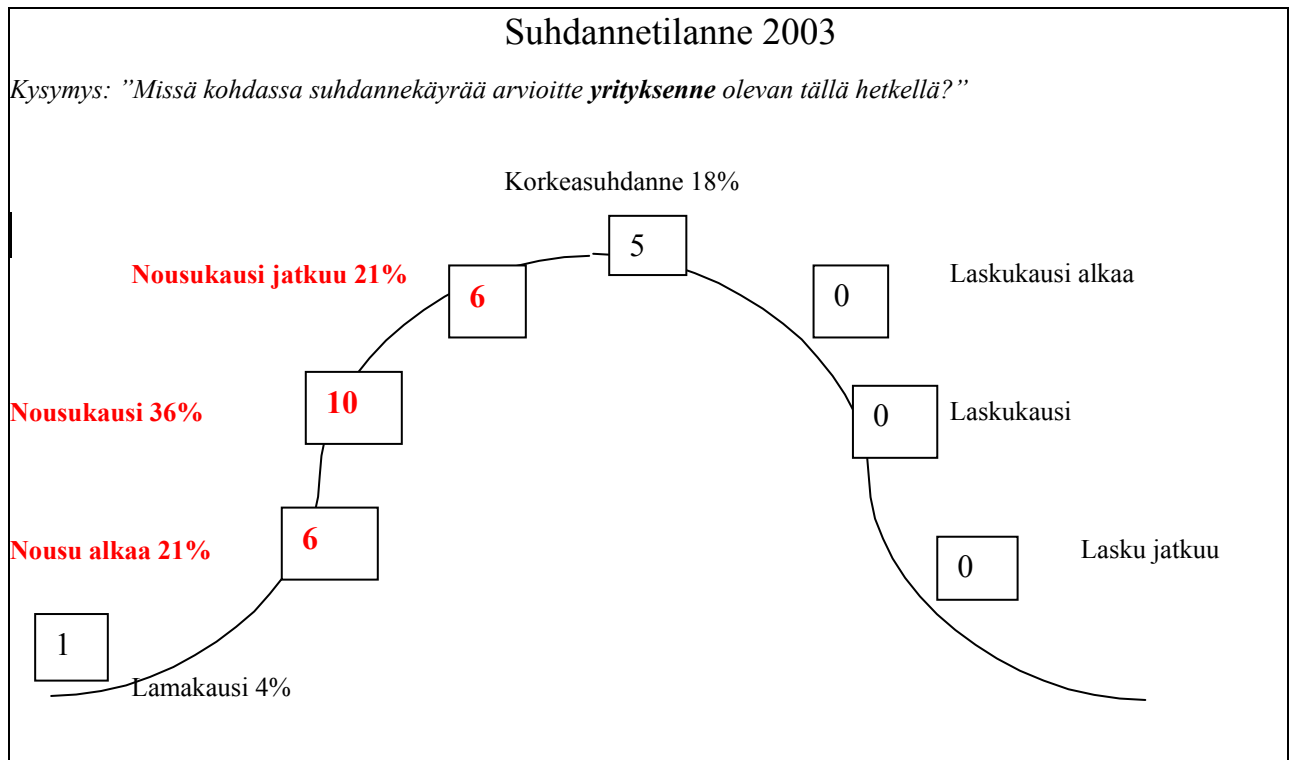 Suhdannetilanne 2003
Kysymys: ”Missä kohdassa suhdannekäyrää arvioitte yrityksenne olevan tällä hetkellä?”
Korkeasuhdanne 18%
5
Nousukausi jatkuu 21%
6
0
Laskukausi alkaa
Nousukausi 36%
10
0
Laskukausi
Nousu alkaa 21%
6
0
Lasku jatkuu
1
Lamakausi 4%